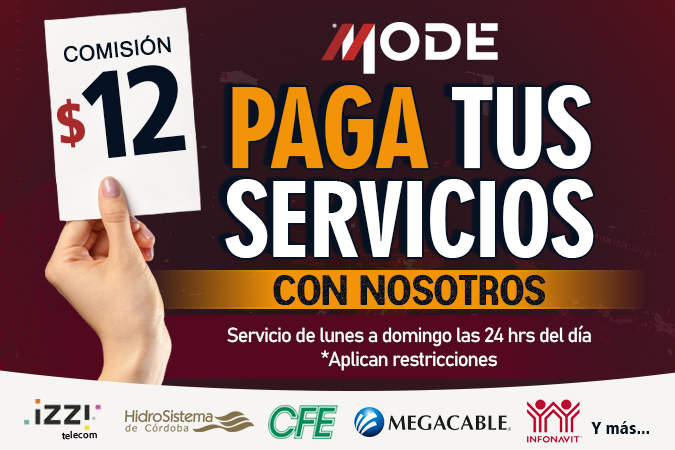 COMISIÓN
$12
MODE
PAGA TUS
SERVICIOS
CON NOSOTROS
Servicio de lunes a domingo las 24 hrs del día
*Aplican restricciones
izzi
telecom
HidroSistema
de Córdoba
CFE
MEGACABLE®
INFONAVIT
Y más...